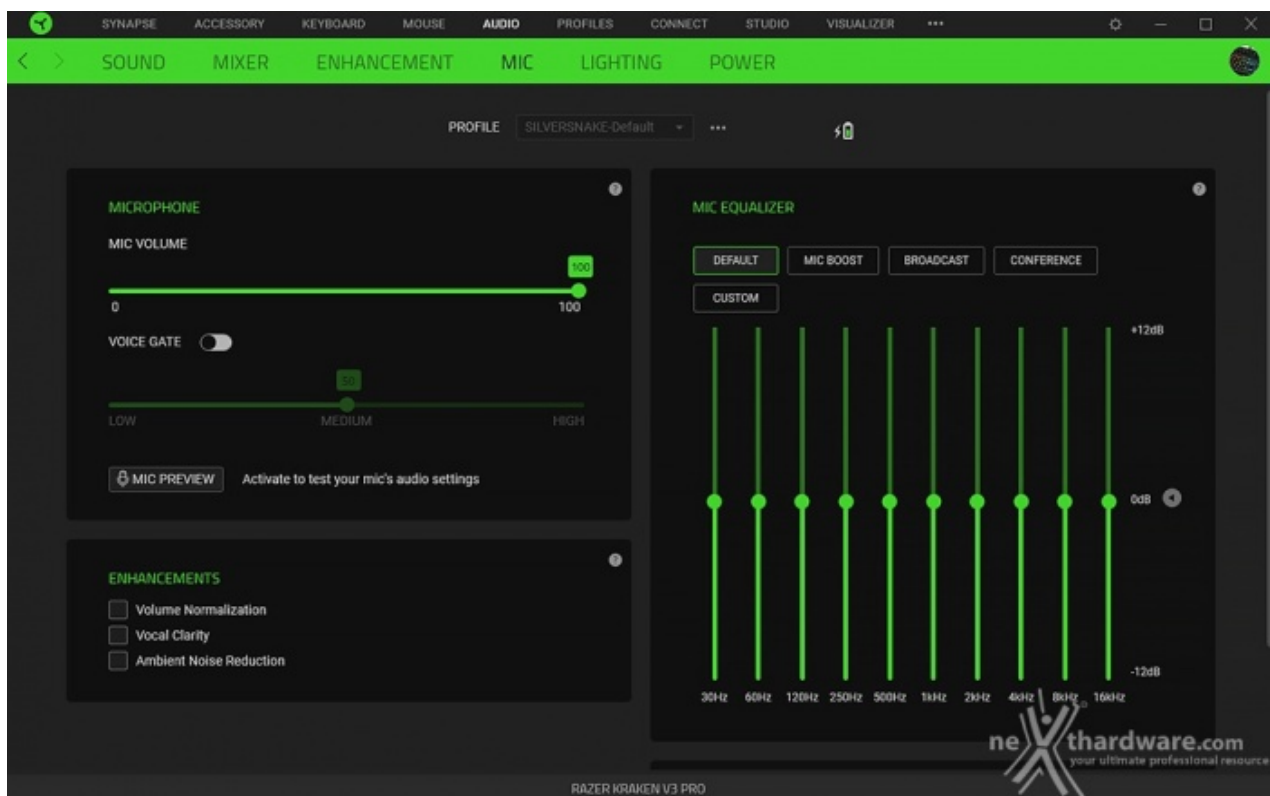 SYNAPSE ACCESSORY KEYBOARD MOUSE AUDIO PROFILES CONNECT STUDIO VISUALIZER
SOUND MIXER ENHANCEMENT MIC LIGHTING POWER
PROFILE SILVERSNAKE-Default
MICROPHONE
MIC VOLUME
100
0 100
VOICE GATE
50
LOW MEDIUM HIGH
MIC PREVIEW Activate to test your mic's audio settings
ENHANCEMENTS
Volume Normalization
Vocal Clarity
Ambient Noise Reduction
MIC EQUALIZER
DEFAULT MIC BOOST BROADCAST CONFERENCE
CUSTOM
+12dB
0dB
-12dB
30Hz 60Hz 120Hz 250Hz 500Hz 1kHz 2kHz 4kHz 8kHz 16kHz
neXthardware.com
your ultimate professional resource
RAZER KRAKEN V3 PRO